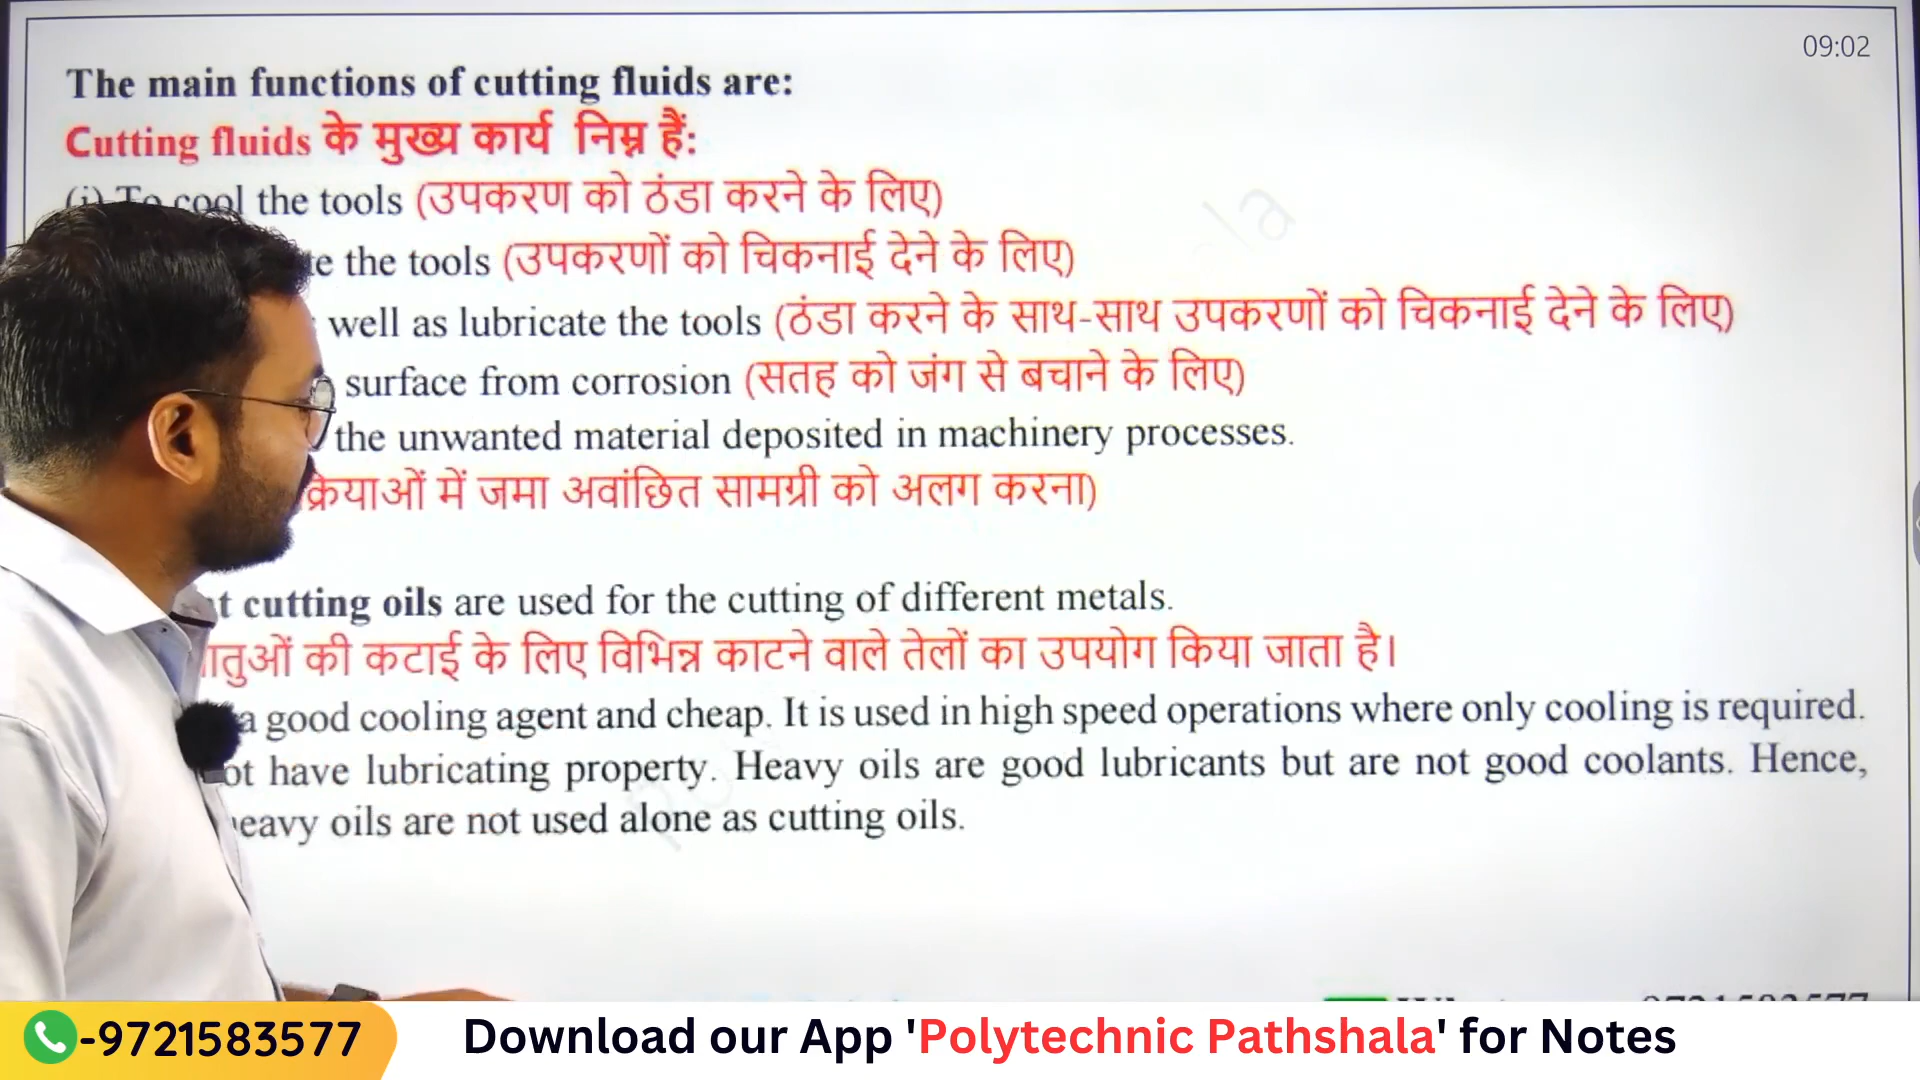 09:02
The main functions of cutting fluids are:
Cutting fluids के मुख्य कार्य निम्न हैं:
(i) To cool the tools (उपकरण को ठंडा करने के लिए)
the tools (उपकरणों को चिकनाई देने के लिए)
well as lubricate the tools (ठंडा करने के साथ-साथ उपकरणों को चिकनाई देने के लिए)
surface from corrosion (सतह को जंग से बचाने के लिए)
the unwanted material deposited in machinery processes.
में जमा अवांछित सामग्री को अलग करना)
cutting oils are used for the cutting of different metals.
की कटाई के लिए विभिन्न काटने वाले तेलों का उपयोग किया जाता है।
a good cooling agent and cheap. It is used in high speed operations where only cooling is required.
have lubricating property. Heavy oils are good lubricants but are not good coolants. Hence,
oils are not used alone as cutting oils.
-9721583577
Download our App 'Polytechnic Pathshala' for Notes